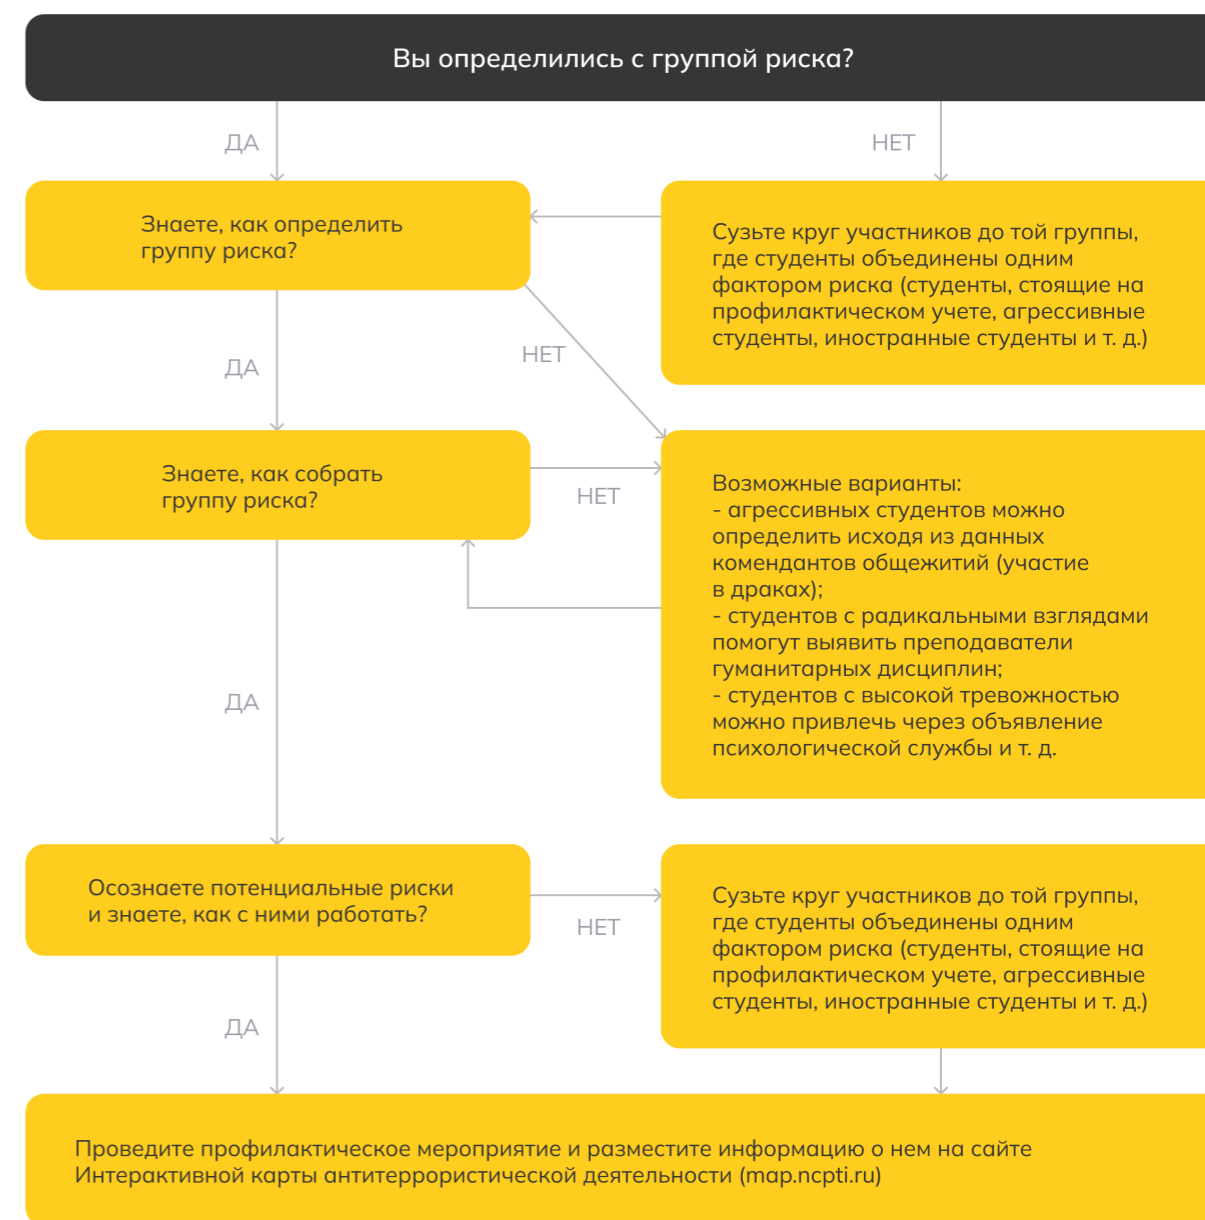 Вы определились с группой риска?
ДА
НЕТ
Знаете, как определить
группу риска?
Сузьте круг участников до той группы,
где студенты объединены одним
фактором риска (студенты, стоящие на
профилактическом учете, агрессивные
студенты, иностранные студенты и т. д.)
ДА
НЕТ
Знаете, как собрать
группу риска?
НЕТ
Возможные варианты:
- агрессивных студентов можно
определить исходя из данных
комендантов общежитий (участие
в драках);
- студентов с радикальными взглядами
помогут выявить преподаватели
гуманитарных дисциплин;
- студентов с высокой тревожностью
можно привлечь через объявление
психологической службы и т. д.
ДА
Осознаете потенциальные риски
и знаете, как с ними работать?
НЕТ
Сузьте круг участников до той группы,
где студенты объединены одним
фактором риска (студенты, стоящие на
профилактическом учете, агрессивные
студенты, иностранные студенты и т. д.)
ДА
Проведите профилактическое мероприятие и разместите информацию о нем на сайте
Интерактивной карты антитеррористической деятельности (map.ncpti.ru)